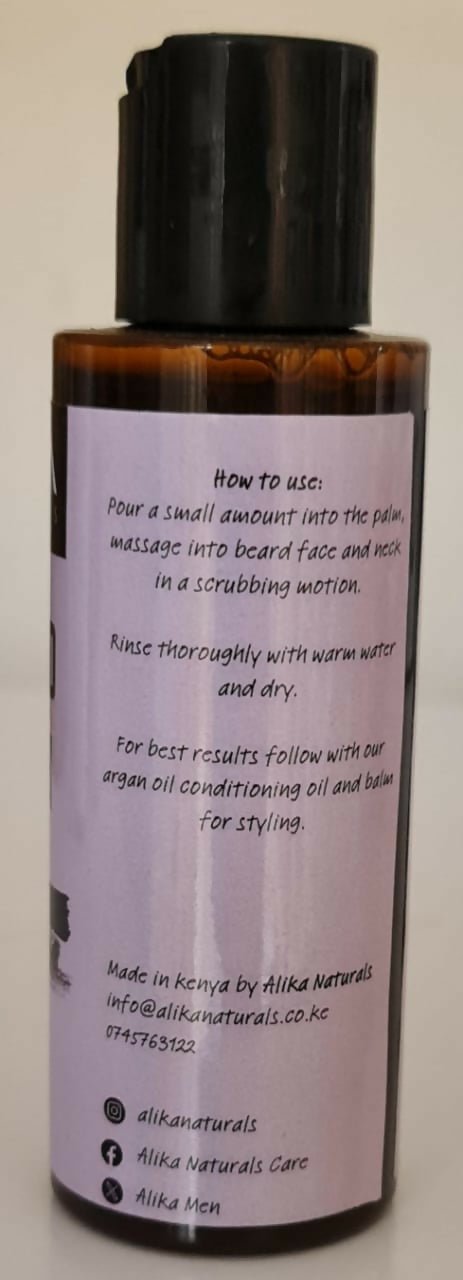 How to use:
Pour a small amount into the palm,
massage into beard face and neck
in a scrubbing motion.
Rinse thoroughly with warm water
and dry.
For best results follow with our
argan oil conditioning oil and balm
for styling.
Made in kenya by Alika Naturals
info@alikanaturals.co.ke
0745763122
alikanaturals
Alika Naturals Care
Alika Men